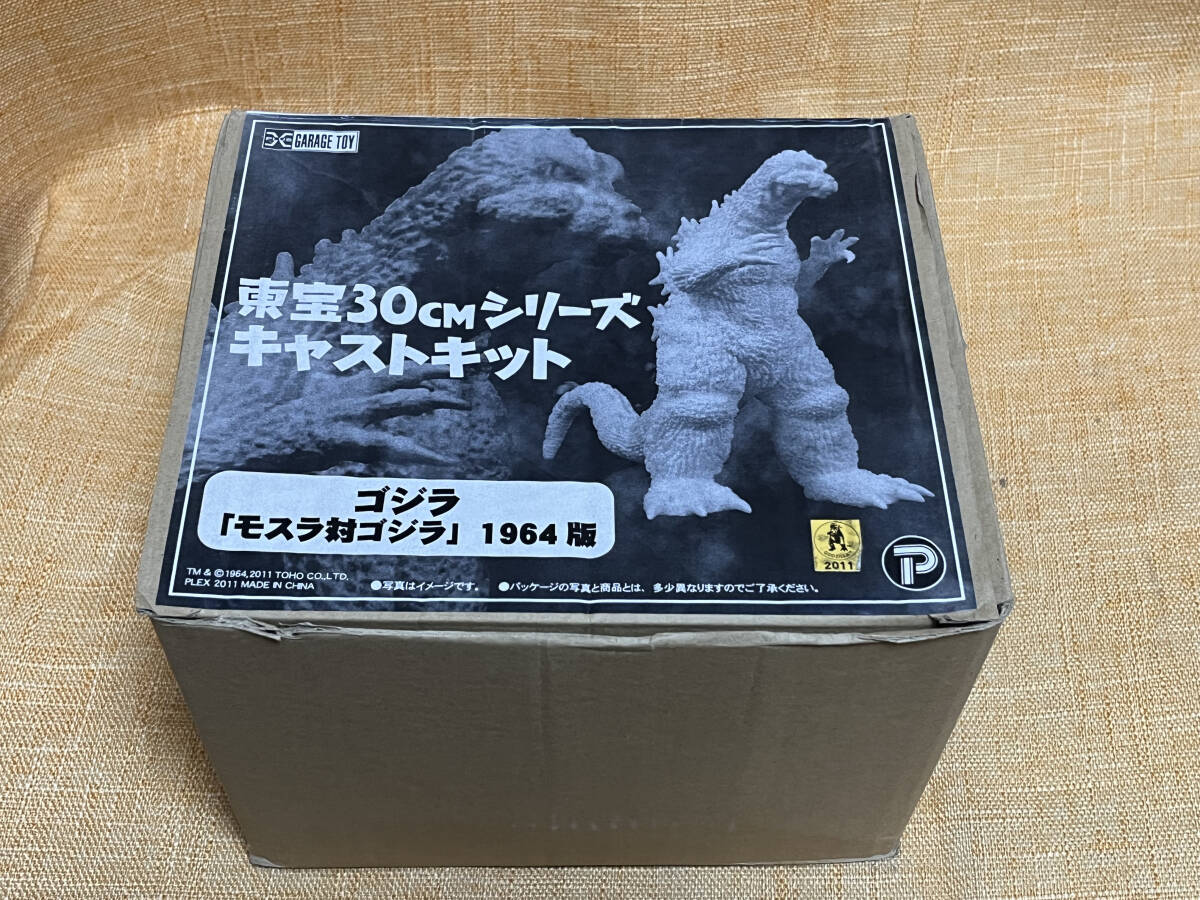 GARAGE TOY
東宝30CMシリーズ
キャストキット
ゴジラ
「モスラ対ゴジラ」 1964 版
TM & ©1964,2011 TOHO CO.,LTD.
PLEX 2011 MADE IN CHINA
●写真はイメージです。 ●パッケージの写真と商品とは、多少異なりますのでご了承ください。
2011
P